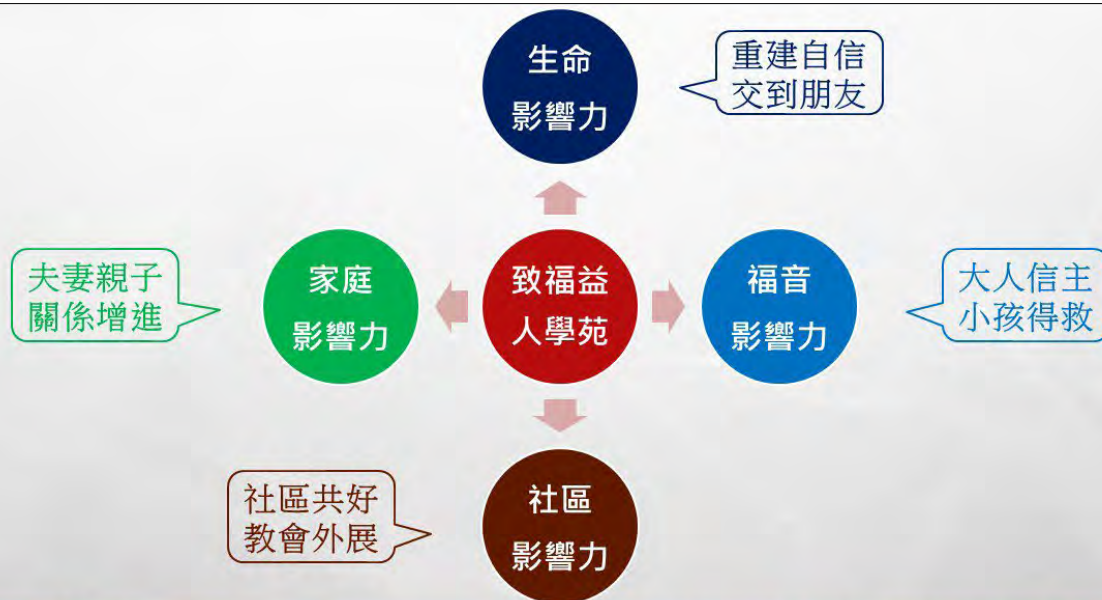 生命
影響力
重建自信
交到朋友
夫妻親子
關係增進
家庭
影響力
致福益
人學苑
福音
影響力
大人信主
小孩得救
社區共好
教會外展
社區
影響力